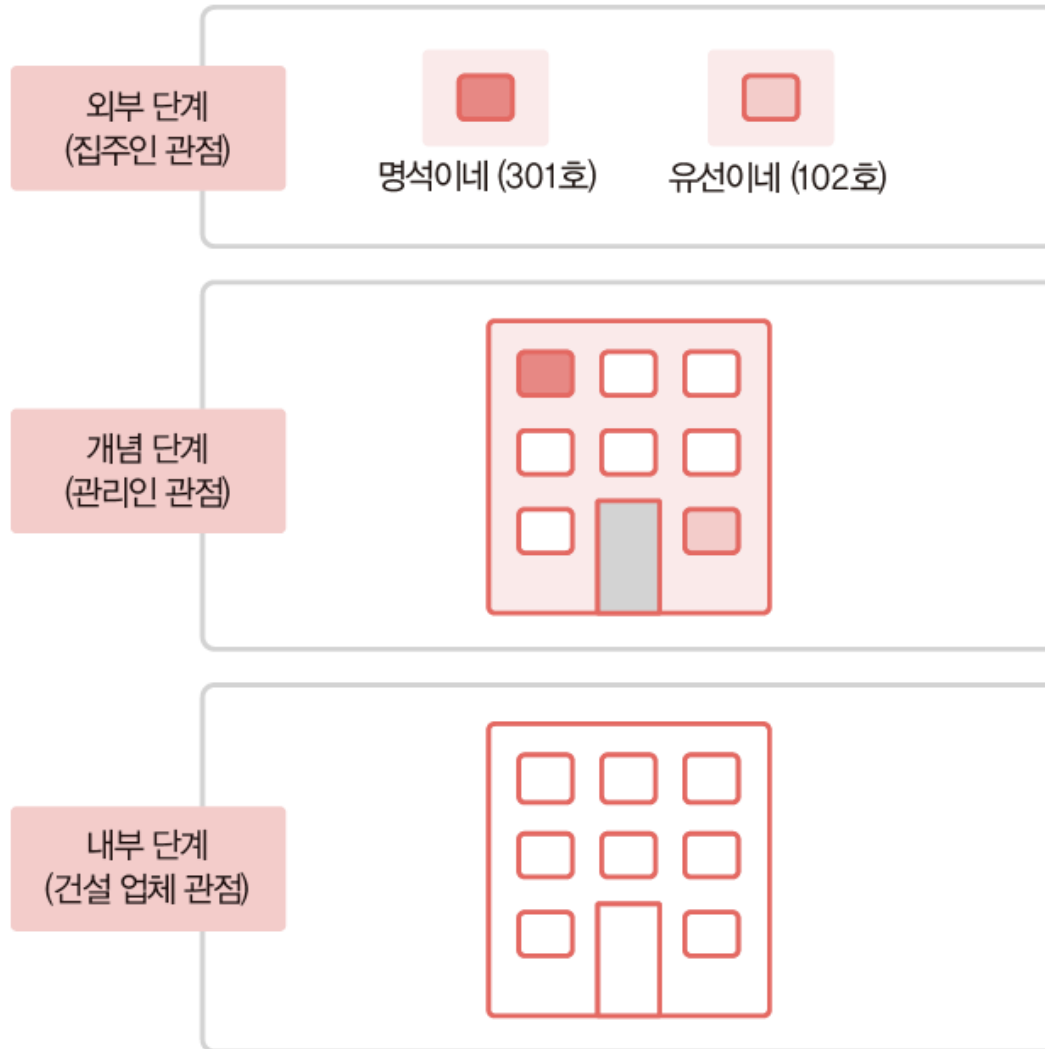 외부 단계
(집주인 관점)
명석이네 (301호)
유선이네 (102호)
개념 단계
(관리인 관점)
내부 단계
(건설 업체 관점)